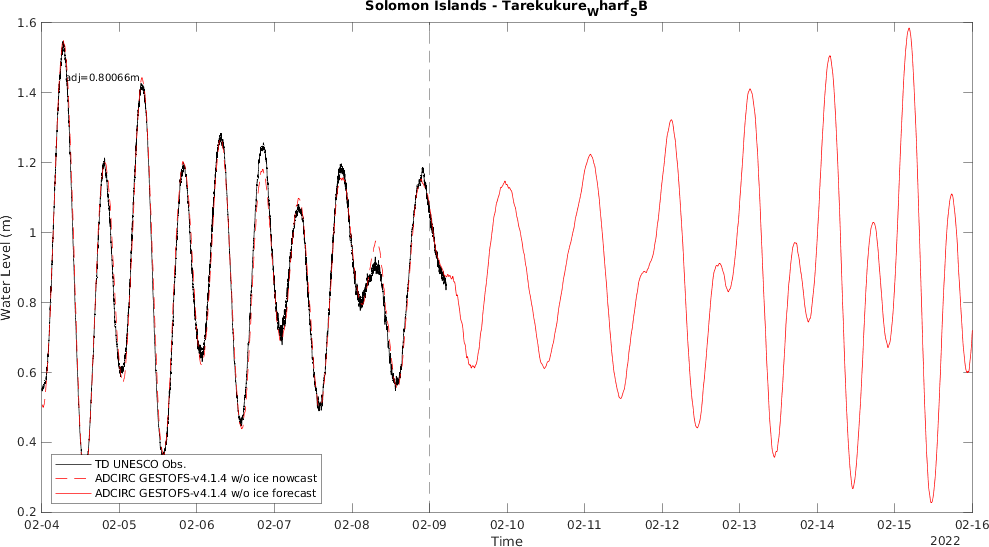 Solomon Islands - TarekukureWharfSB
1.6
adj=0.80066m
1.4
1.2
1
0.8
0.6
0.4
0.2
Water Level (m)
TD UNESCO Obs.
ADCIRC GESTOFS-v4.1.4 w/o ice nowcast
ADCIRC GESTOFS-v4.1.4 w/o ice forecast
02-04 02-05 02-06 02-07 02-08 02-09 02-10 02-11 02-12 02-13 02-14 02-15 02-16
Time
2022